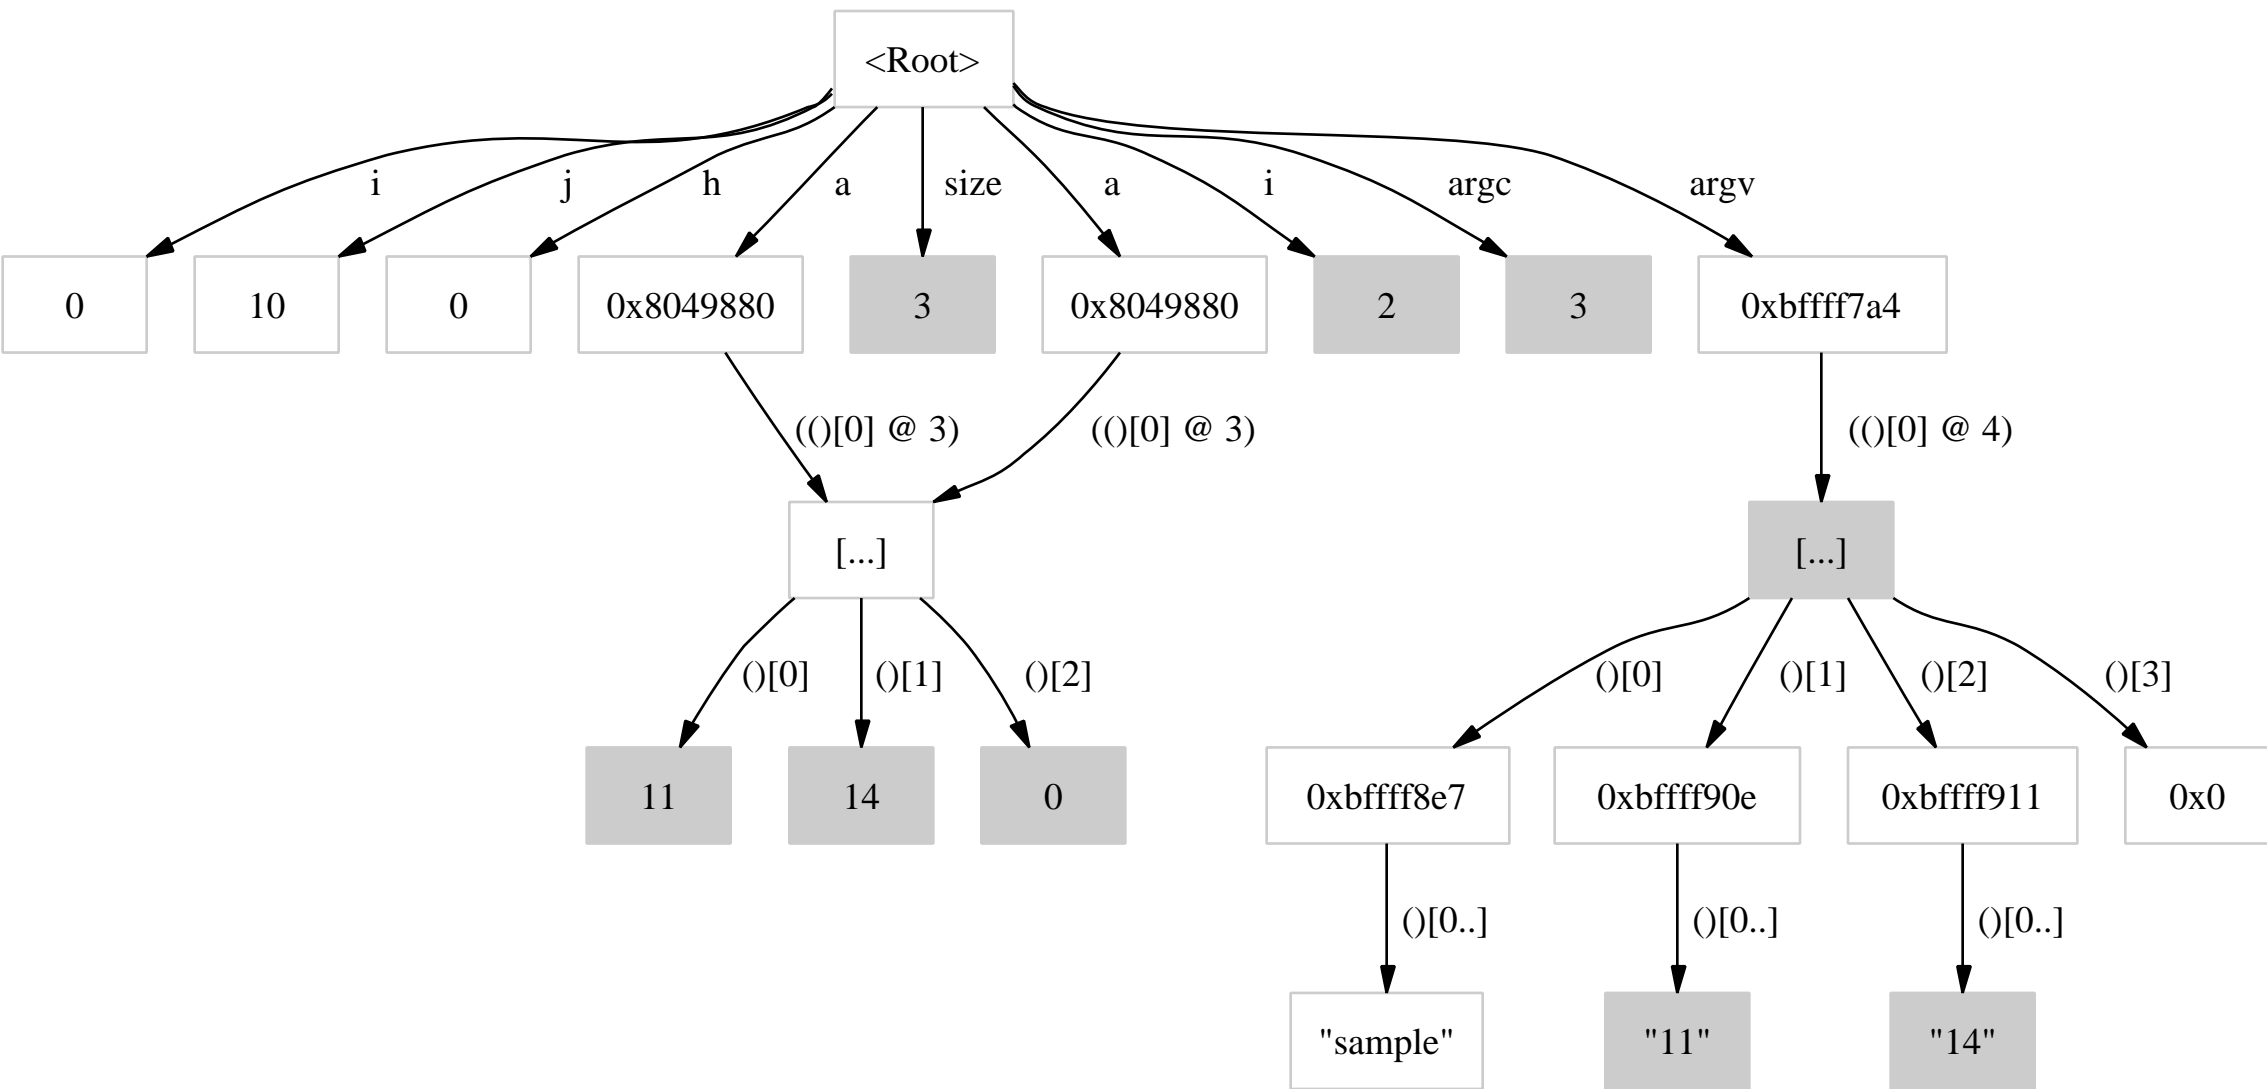 <Root>
i
j
h
a
size
a
i
argc
argv
0
10
0
0x8049880
3
0x8049880
2
3
0xbffff7a4
(()[0] @ 3)
(()[0] @ 3)
(()[0] @ 4)
[...]
[...]
()[0]
()[1]
()[2]
()[0]
()[1]
()[2]
()[3]
11
14
0
0xbffff8e7
0xbffff90e
0xbffff911
0x0
()[0..]
()[0..]
()[0..]
"sample"
"11"
"14"